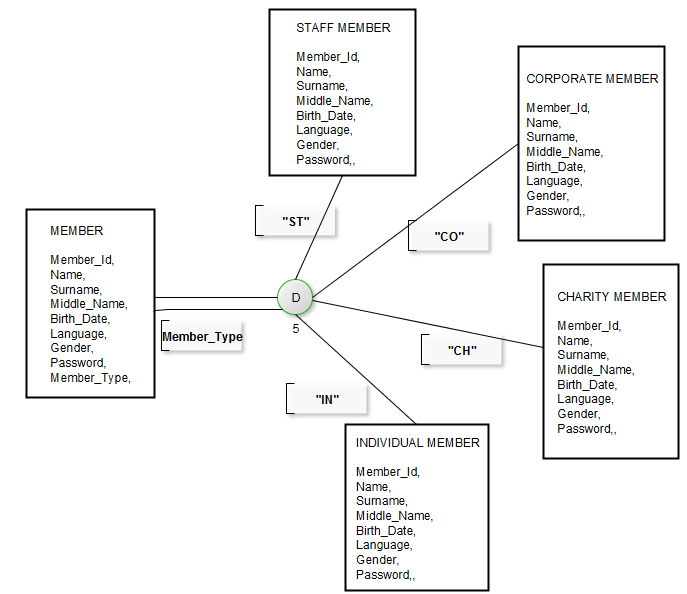 STAFF MEMBER
Member_Id,
Name,
Surname,
Middle_Name,
Birth_Date,
Language,
Gender,
Password,,
CORPORATE MEMBER
Member_Id,
Name,
Surname,
Middle_Name,
Birth_Date,
Language,
Gender,
Password,,
"ST"
"CO"
MEMBER
Member_Id,
Name,
Surname,
Middle_Name,
Birth_Date,
Language,
Gender,
Password,
Member_Type,
D
5
Member_Type
CHARITY MEMBER
Member_Id,
Name,
Surname,
Middle_Name,
Birth_Date,
Language,
Gender,
Password,,
"CH"
"IN"
INDIVIDUAL MEMBER
Member_Id,
Name,
Surname,
Middle_Name,
Birth_Date,
Language,
Gender,
Password,,